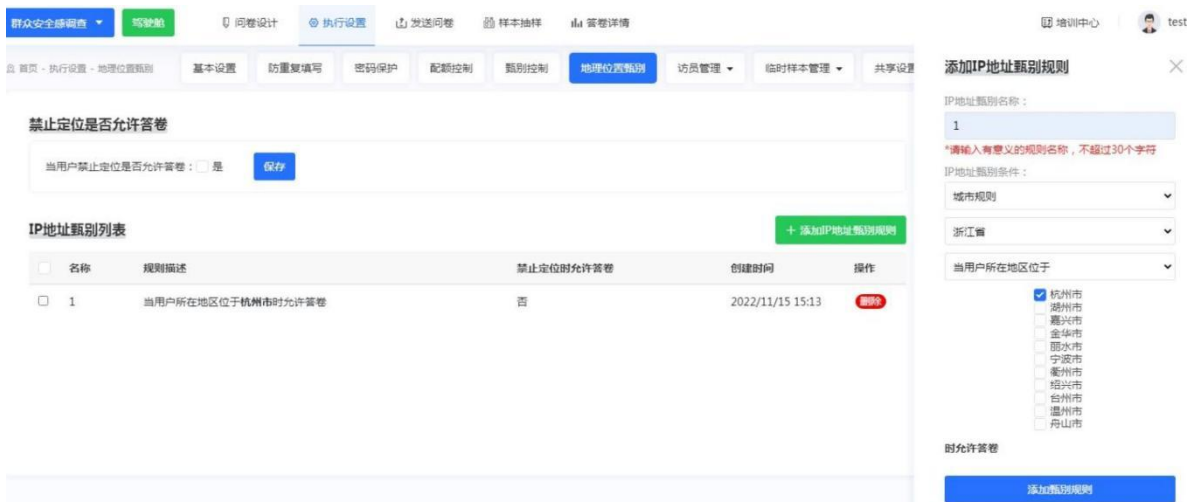 群众安全感调查 驾驶舱 问卷设计 执行设置 发送问卷 样本抽样 答卷详情 培训中心 test
首页 - 执行设置 - 地理位置甄别 基本设置 防重复填写 密码保护 配额控制 甄别控制 地理位置甄别 访员管理 临时样本管理 共享设置
禁止定位是否允许答卷
当用户禁止定位是否允许答卷： 是 保存
IP地址甄别列表 + 添加IP地址甄别规则
名称 规则描述 禁止定位时允许答卷 创建时间 操作
1 当用户所在地区位于杭州市时允许答卷 否 2022/11/15 15:13 删除
添加IP地址甄别规则
IP地址甄别名称：
1
*请输入有意义的规则名称，不超过30个字符
IP地址甄别条件：
城市规则
浙江省
当用户所在地区位于
杭州市
湖州市
嘉兴市
金华市
丽水市
宁波市
衢州市
绍兴市
台州市
温州市
舟山市
时允许答卷
添加甄别规则